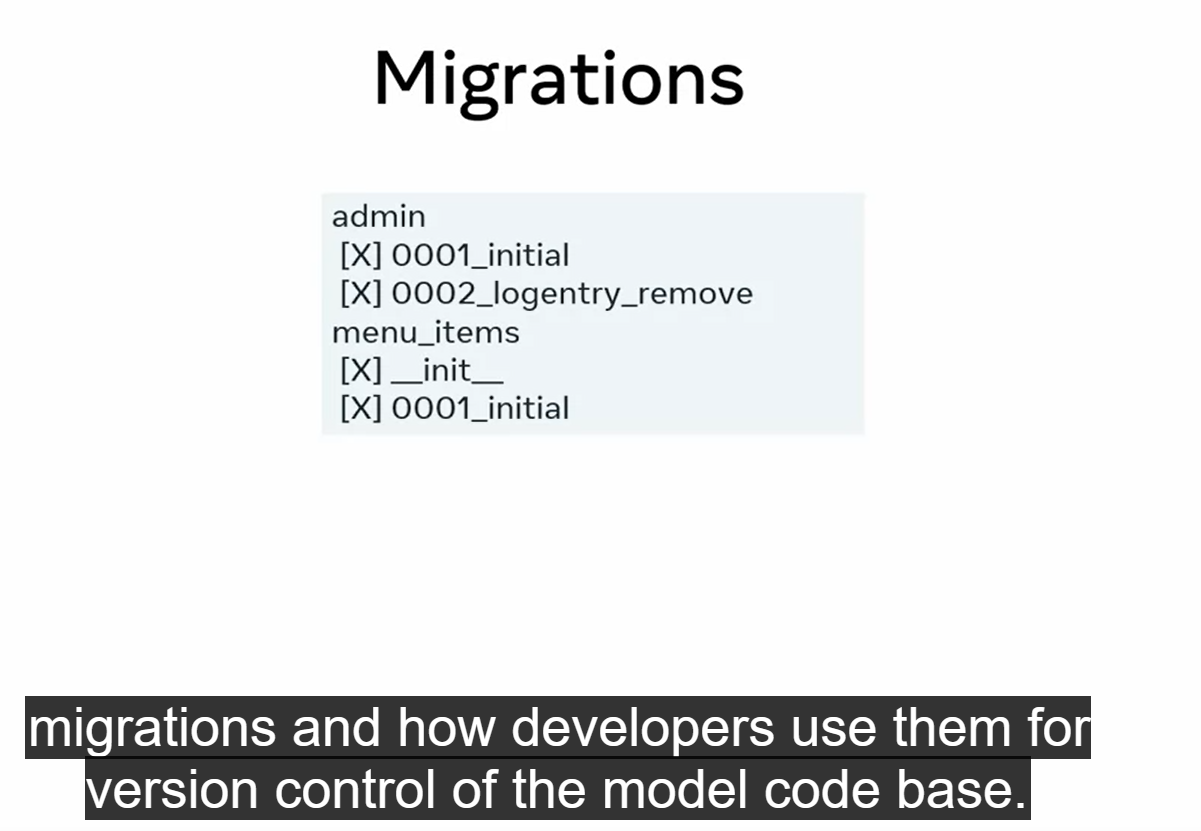 Migrations
admin
[X] 0001_initial
[X] 0002_logentry_remove
menu_items
[X] __init__
[X] 0001_initial
migrations and how developers use them for
version control of the model code base.